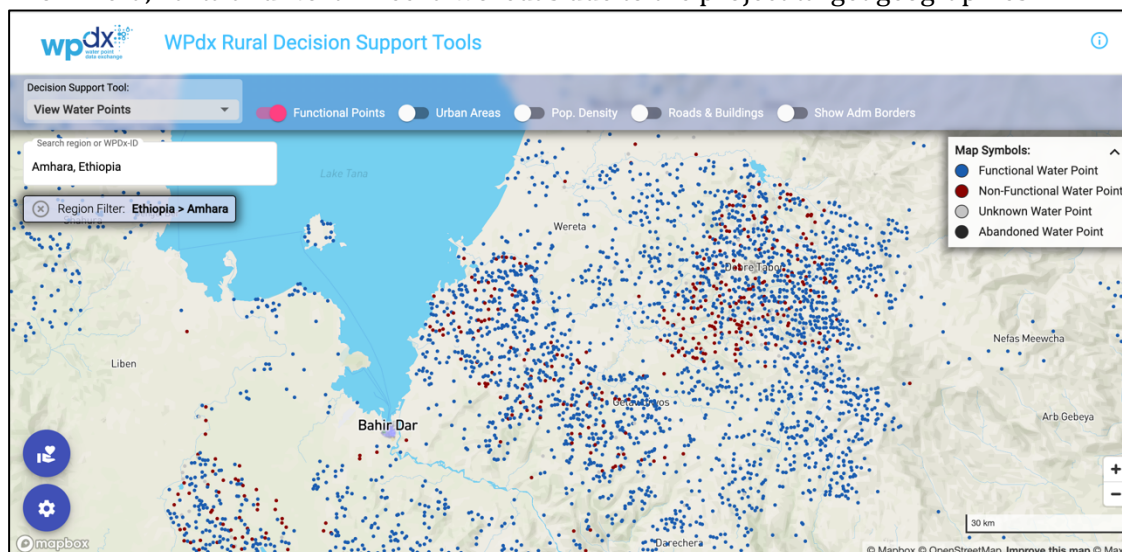 wpdx
water point
data exchange
WPdx Rural Decision Support Tools
Decision Support Tool:
View Water Points
Functional Points
Urban Areas
Pop. Density
Roads & Buildings
Show Adm Borders
Search region or WPDx-ID
Amhara, Ethiopia
Region Filter: Ethiopia > Amhara
Map Symbols:
Functional Water Point
Non-Functional Water Point
Unknown Water Point
Abandoned Water Point
Lake Tana
Wereta
Debre Tabor
Nefas Meewcha
Liben
Arb Gebeya
Bahir Dar
Darechera
+
−
30 km
mapbox
© Mapbox © OpenStreetMap Improve this map © Max